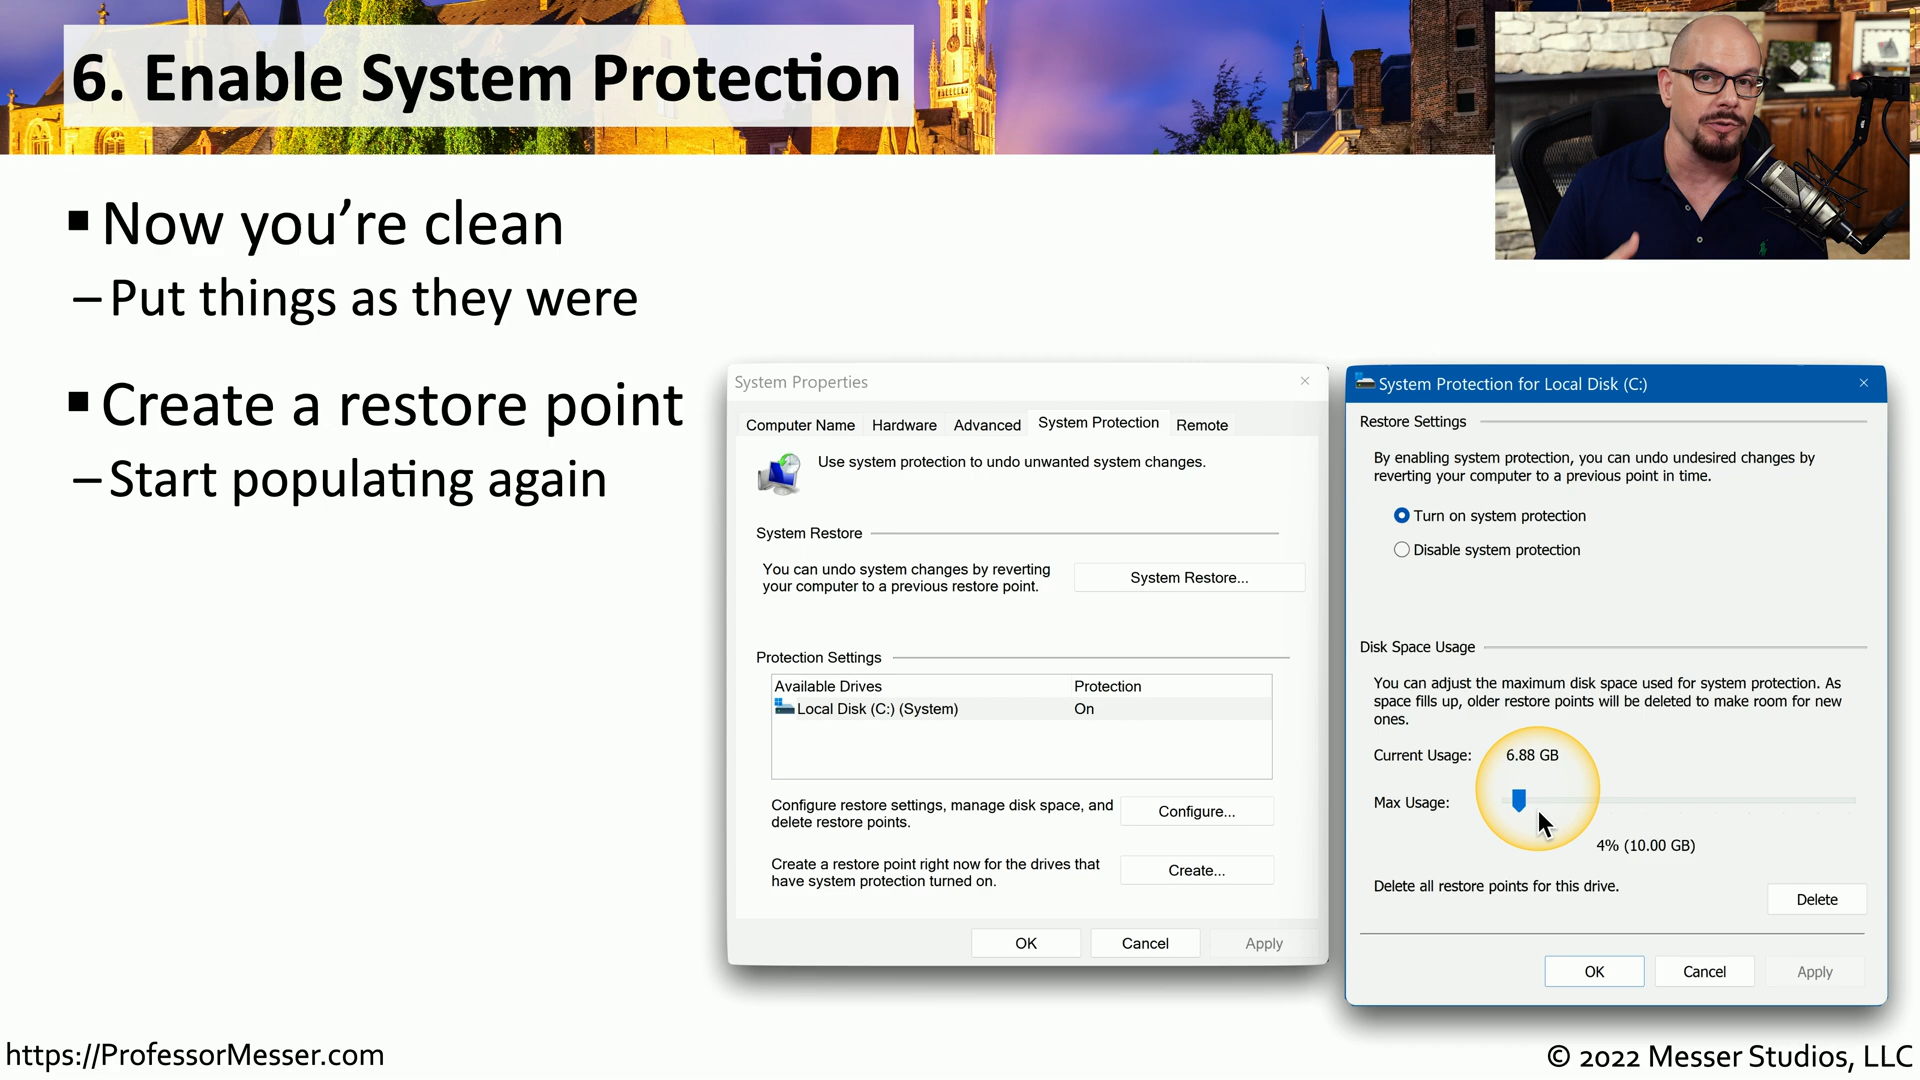 6. Enable System Protection
▪ Now you're clean
– Put things as they were
▪ Create a restore point
– Start populating again
System Properties
Computer Name Hardware Advanced System Protection Remote
Use system protection to undo unwanted system changes.
System Restore
You can undo system changes by reverting
your computer to a previous restore point.
System Restore...
Protection Settings
Available Drives Protection
Local Disk (C:) (System) On
Configure restore settings, manage disk space, and
delete restore points.
Configure...
Create a restore point right now for the drives that
have system protection turned on.
Create...
OK Cancel Apply
System Protection for Local Disk (C:)
Restore Settings
By enabling system protection, you can undo undesired changes by
reverting your computer to a previous point in time.
Turn on system protection
Disable system protection
Disk Space Usage
You can adjust the maximum disk space used for system protection. As
space fills up, older restore points will be deleted to make room for new
ones.
Current Usage: 6.88 GB
Max Usage:
4% (10.00 GB)
Delete all restore points for this drive.
Delete
OK Cancel Apply
https://ProfessorMesser.com
© 2022 Messer Studios, LLC